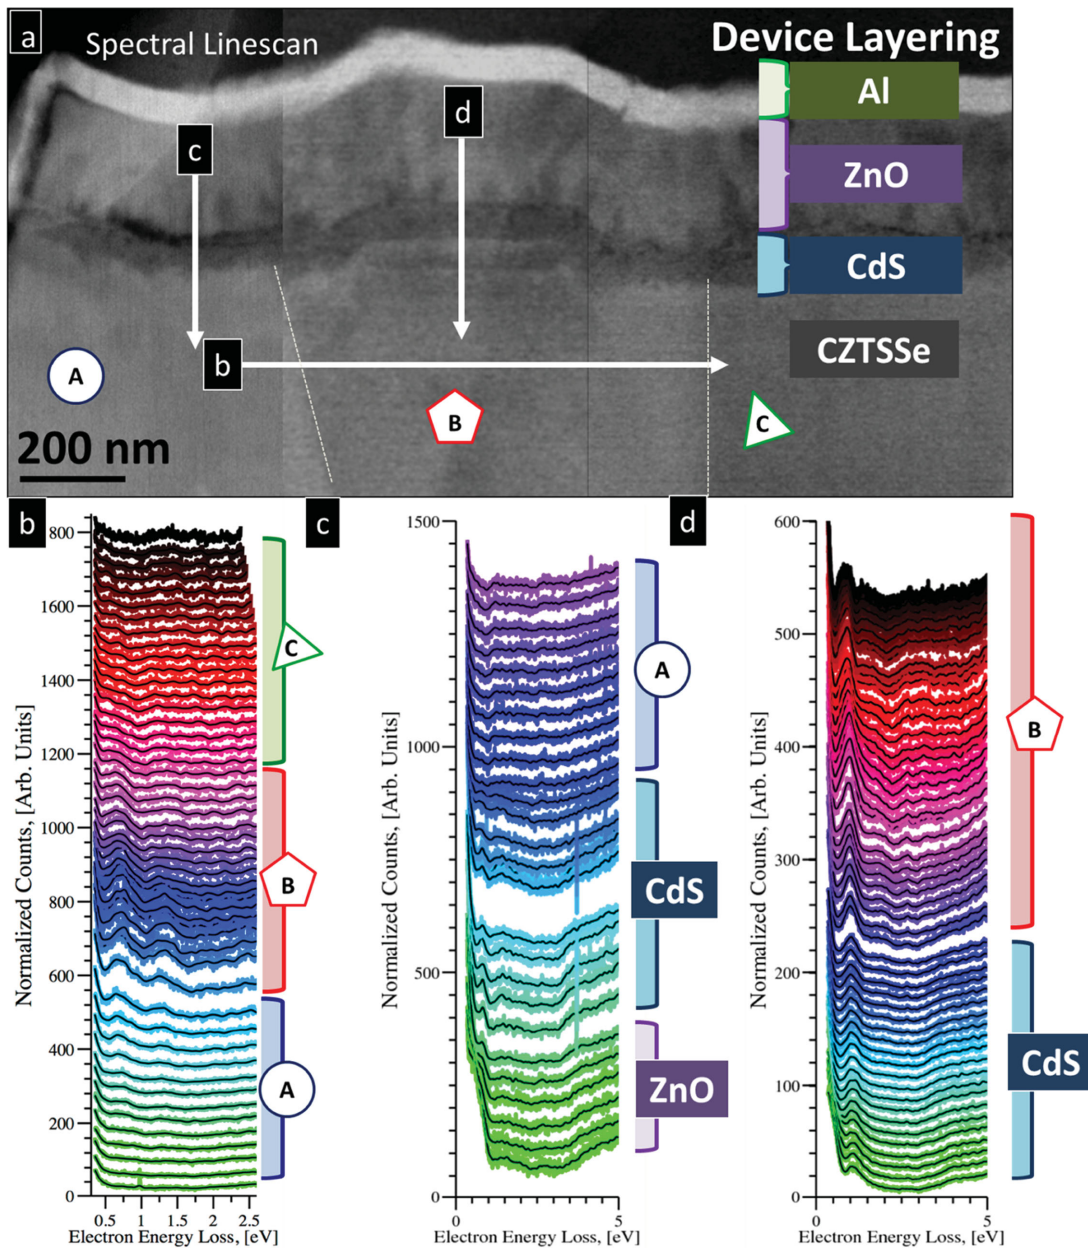 a
Spectral Linescan
Device Layering
Al
c
d
ZnO
CdS
A
b
CZTSSe
B
C
200 nm
b
c
d
Normalized Counts, [Arb. Units]
800
1600
1400
1200
1000
800
600
400
200
0
0.5
1
1.5
2
2.5
Electron Energy Loss, [eV]
C
B
A
Normalized Counts, [Arb. Units]
1500
1000
500
0
0
5
Electron Energy Loss, [eV]
A
CdS
ZnO
Normalized Counts, [Arb. Units]
600
500
400
300
200
100
0
0
5
Electron Energy Loss, [eV]
B
CdS